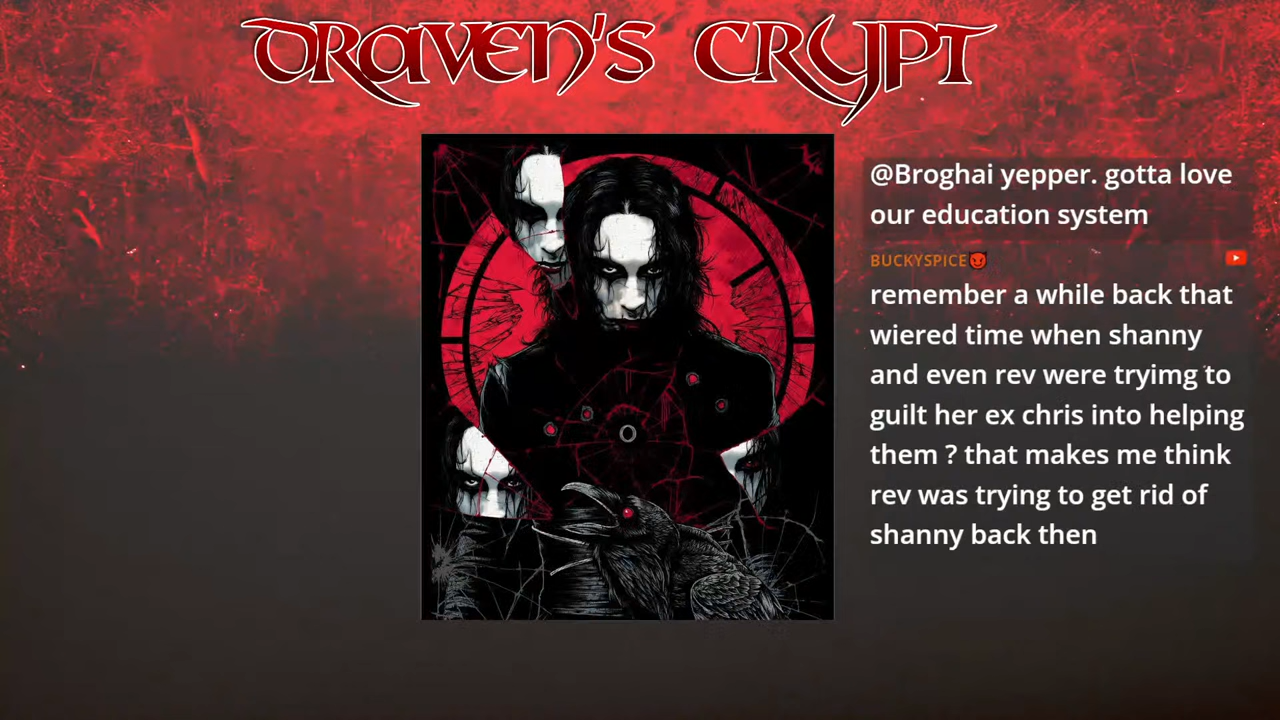 DRAVEN'S CRYPT
@Broghai yepper. gotta love
our education system
BUCKYSPICE😈
remember a while back that
wiered time when shanny
and even rev were tryimg to
guilt her ex chris into helping
them ? that makes me think
rev was trying to get rid of
shanny back then